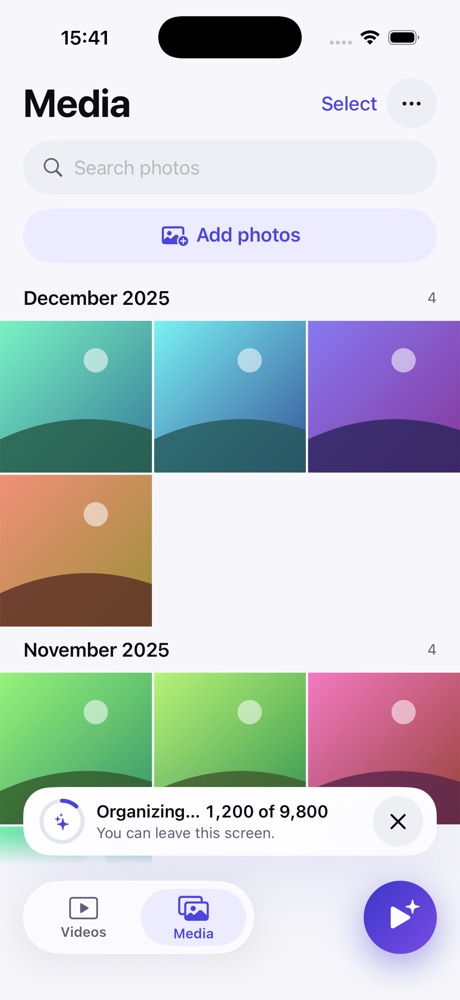 15:41
Media
Select
Search photos
Add photos
December 2025
4
November 2025
4
Organizing... 1,200 of 9,800
You can leave this screen.
Videos
Media